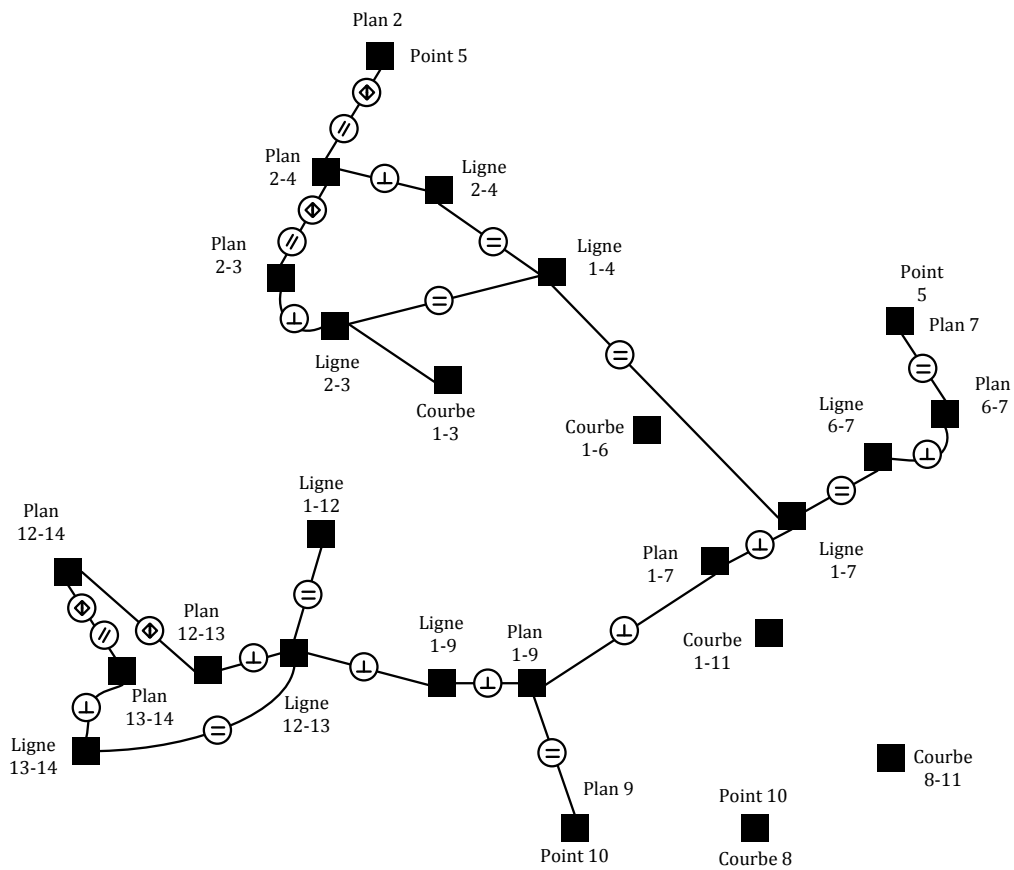 Plan 2
Point 5
Plan
2-4
Ligne
2-4
Plan
2-3
Ligne
1-4
Ligne
2-3
Courbe
1-3
Courbe
1-6
Point
5
Plan 7
Plan
6-7
Ligne
6-7
Ligne
1-7
Plan
1-7
Ligne
1-12
Plan
12-14
Plan
12-13
Ligne
1-9
Plan
1-9
Courbe
1-11
Plan
13-14
Ligne
12-13
Ligne
13-14
Courbe
8-11
Plan 9
Point 10
Point 10
Courbe 8